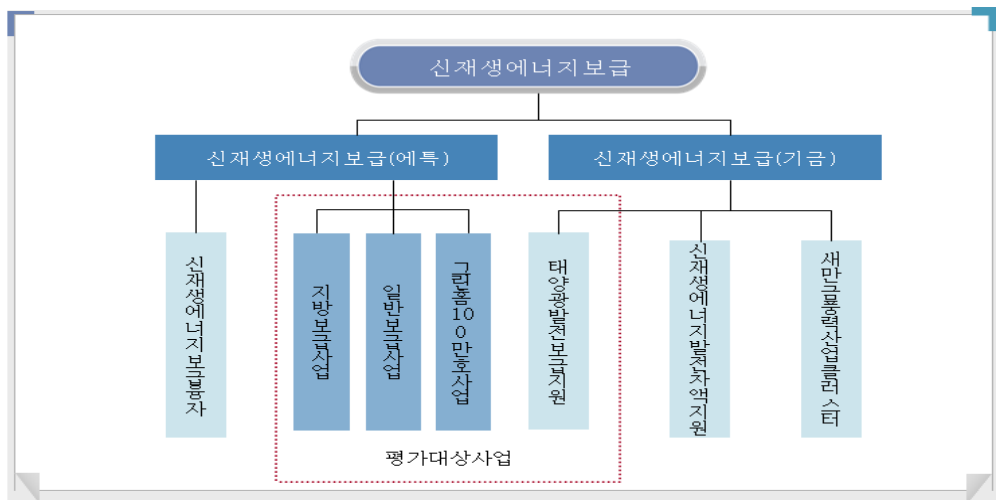 신재생에너지보급
신재생에너지보급(에특)
신재생에너지보급(기금)
신재생에너지보급융자
지방보급사업
일반보급사업
그린홈100만호사업
태양광발전보급지원
신재생에너지발전차액지원
새만금풍력산업클러스터
평가대상사업